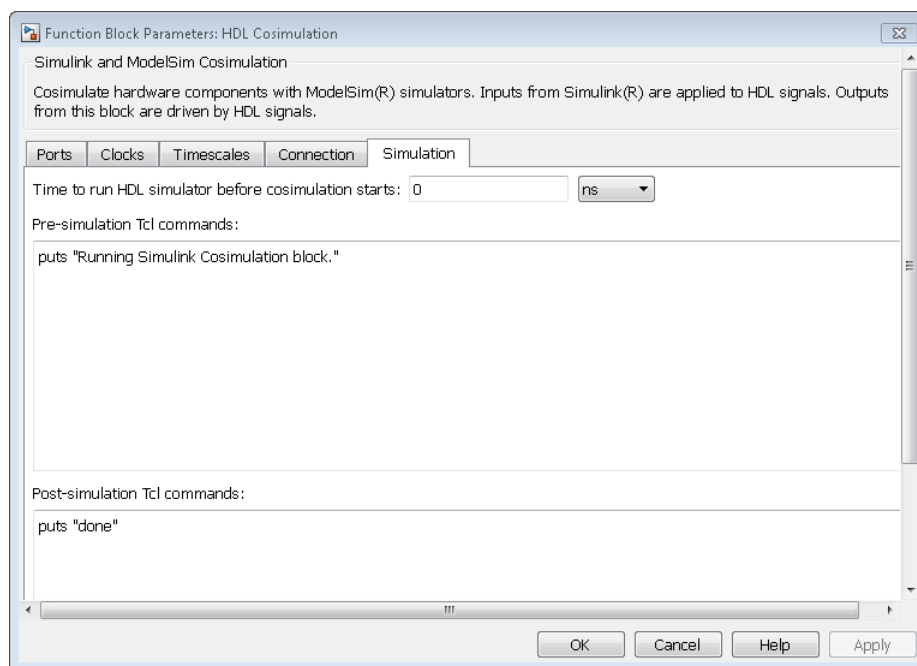 Function Block Parameters: HDL Cosimulation
Simulink and ModelSim Cosimulation
Cosimulate hardware components with ModelSim(R) simulators. Inputs from Simulink(R) are applied to HDL signals. Outputs
from this block are driven by HDL signals.
Ports Clocks Timescales Connection Simulation
Time to run HDL simulator before cosimulation starts: 0 ns
Pre-simulation Tcl commands:
puts "Running Simulink Cosimulation block."
Post-simulation Tcl commands:
puts "done"
OK Cancel Help Apply